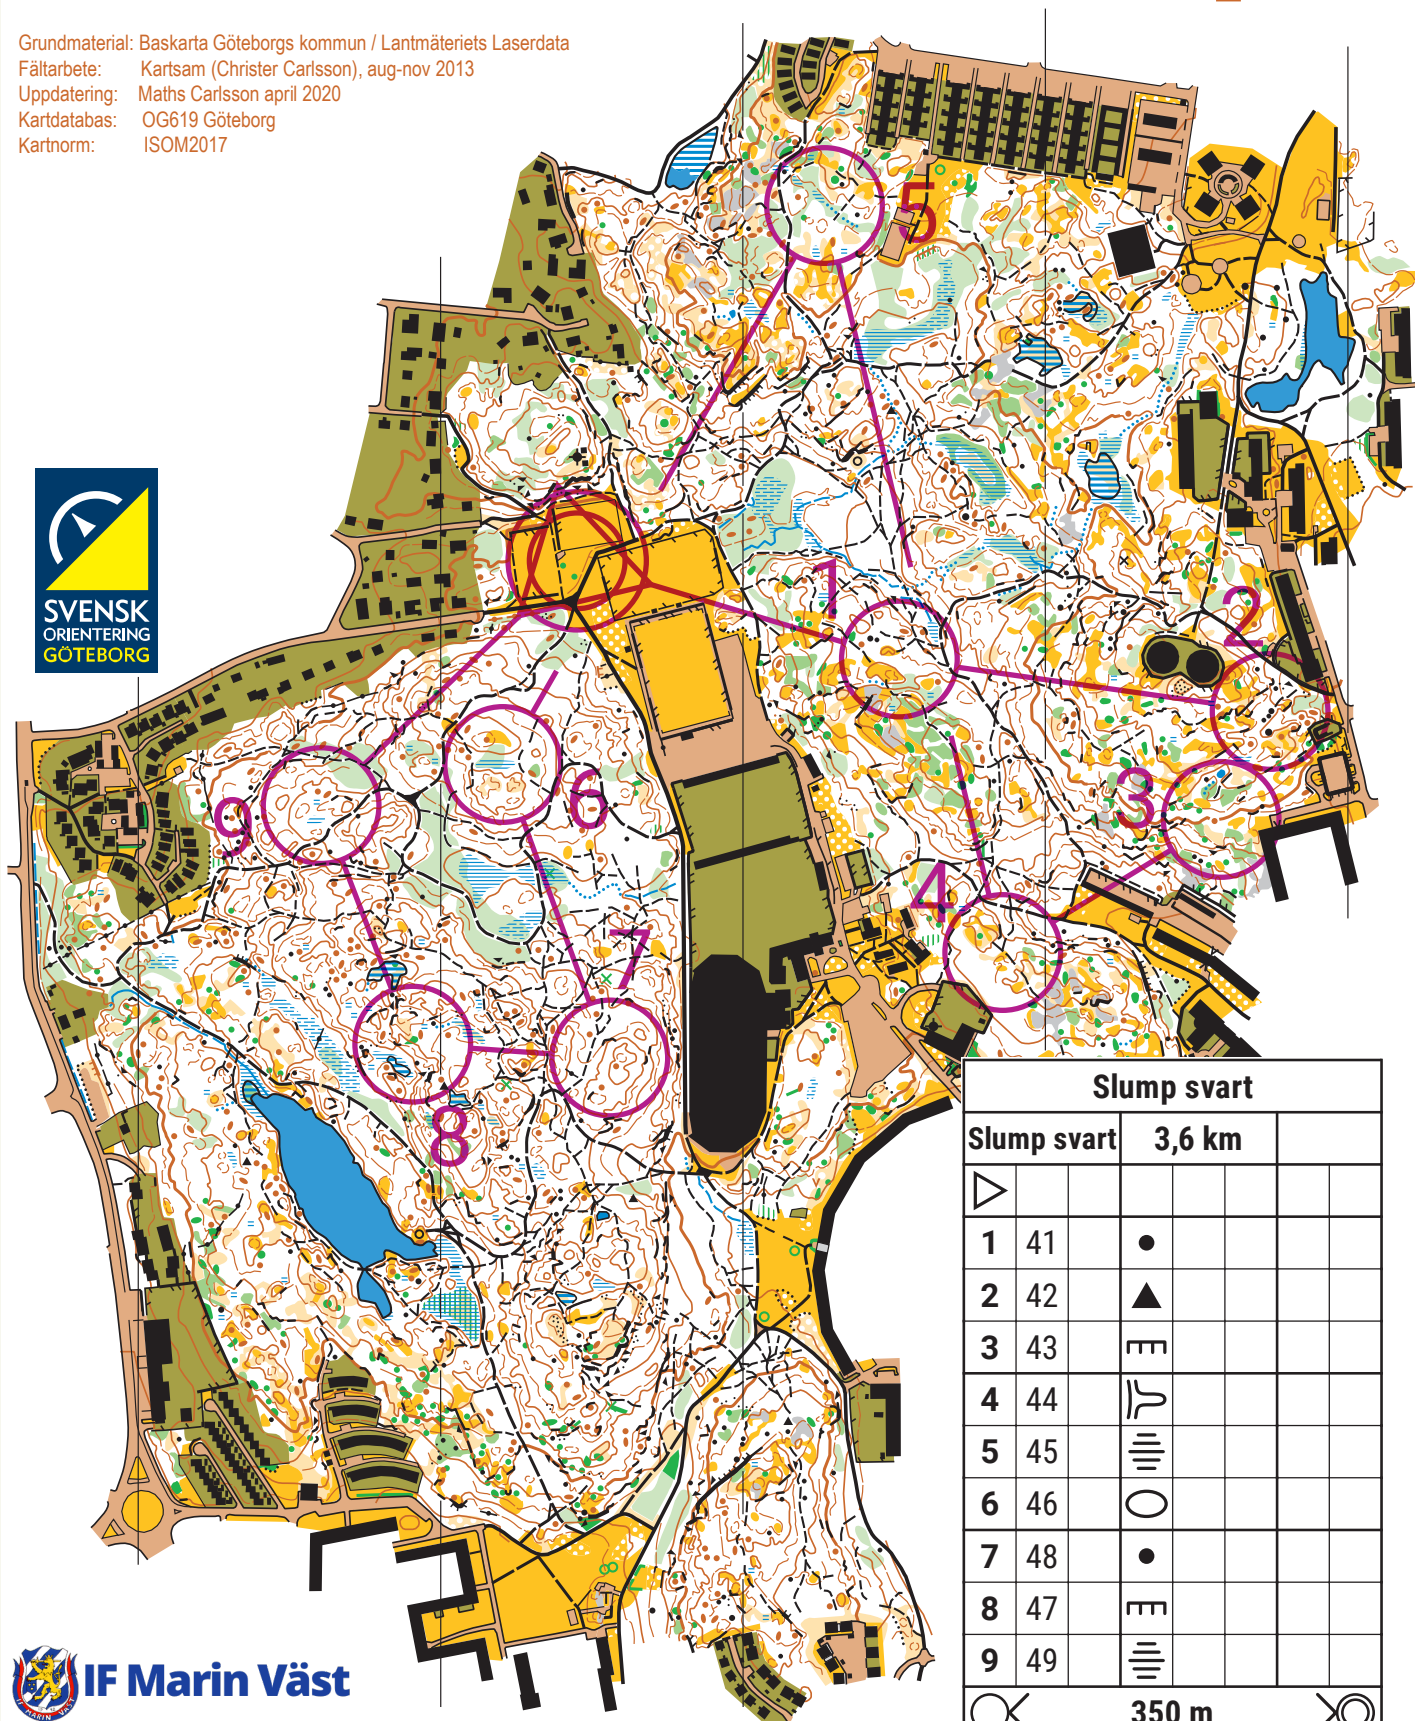 Grundmaterial: Baskarta Göteborgs kommun / Lantmäteriets Laserdata
Fältarbete: Kartsam (Christer Carlsson), aug-nov 2013
Uppdatering: Maths Carlsson april 2020
Kartdatabas: OG619 Göteborg
Kartnorm: ISOM2017
5
SVENSK
ORIENTERING
GÖTEBORG
1
2
3
4
6
9
7
8
Slump svart
Slump svart 3,6 km
1 41
2 42
3 43
4 44
5 45
6 46
7 48
8 47
9 49
350 m
IF Marin Väst
IF MARIN VÄST